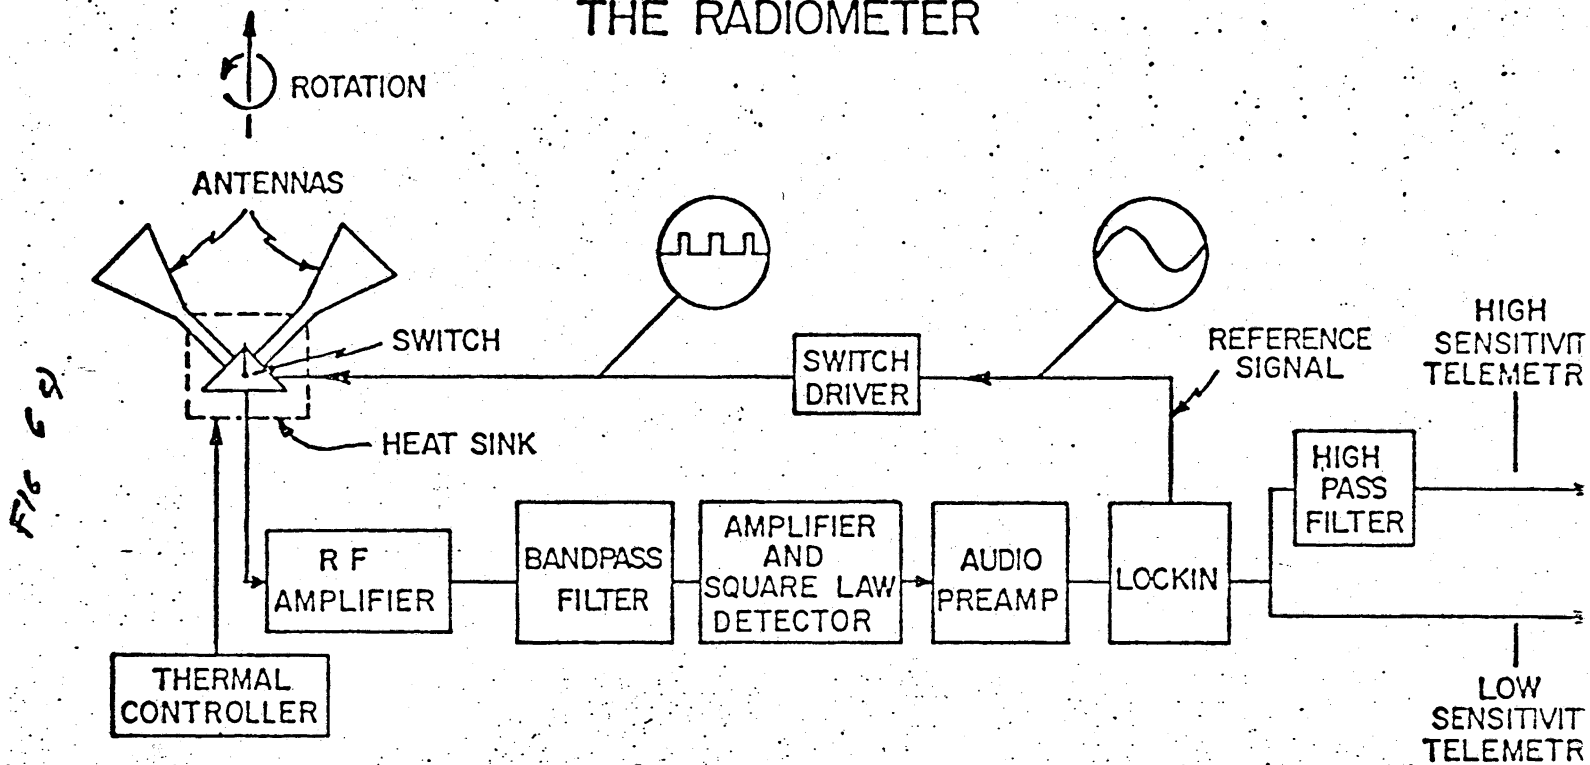 THE RADIOMETER
ROTATION
ANTENNAS
SWITCH
HEAT SINK
SWITCH
DRIVER
REFERENCE
SIGNAL
HIGH
SENSITIVIT
TELEMETR
HIGH
PASS
FILTER
R F
AMPLIFIER
BANDPASS
FILTER
AMPLIFIER
AND
SQUARE LAW
DETECTOR
AUDIO
PREAMP
LOCKIN
THERMAL
CONTROLLER
LOW
SENSITIVIT
TELEMETR
FIG